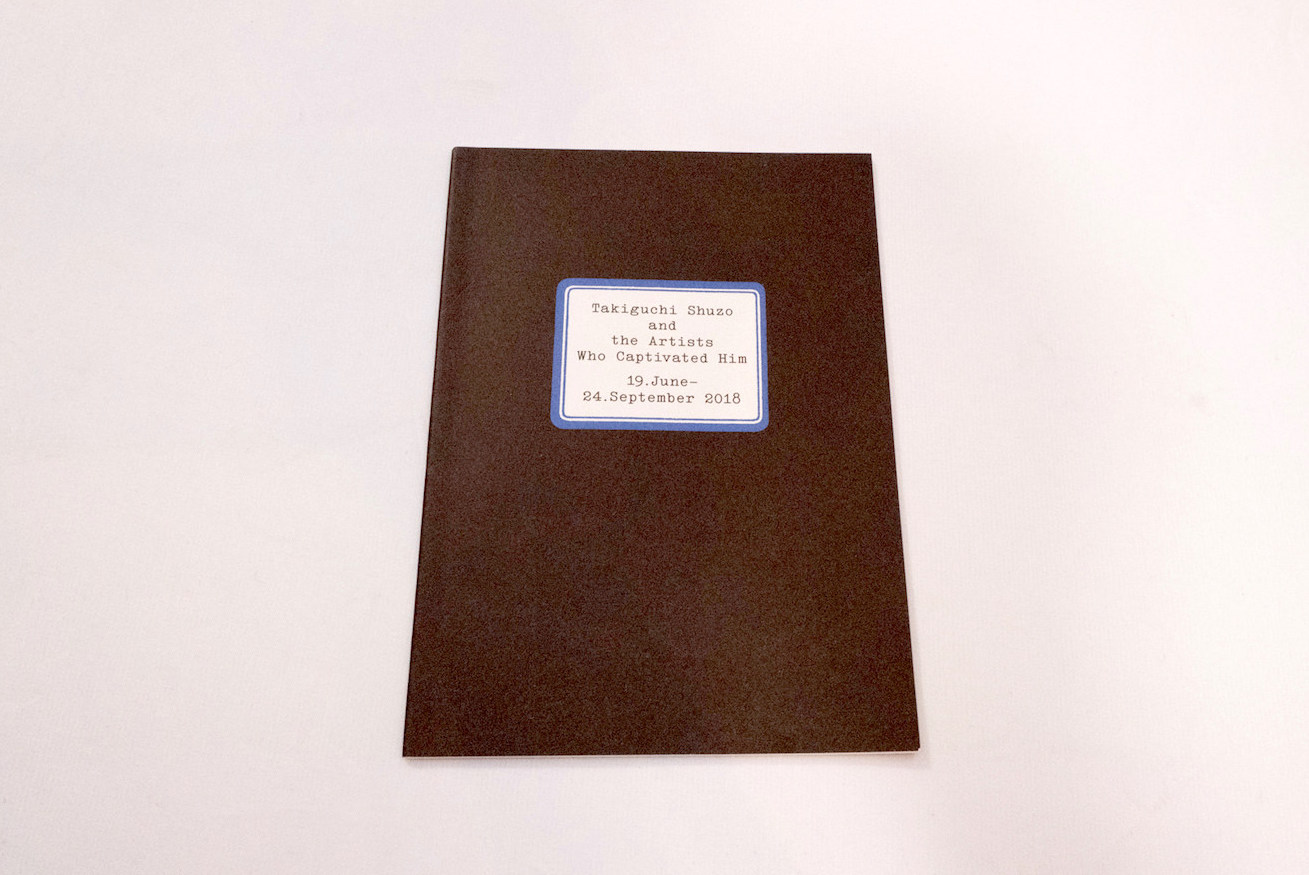 Takiguchi Shuzo
and
the Artists
Who Captivated Him
19.June–
24.September 2018